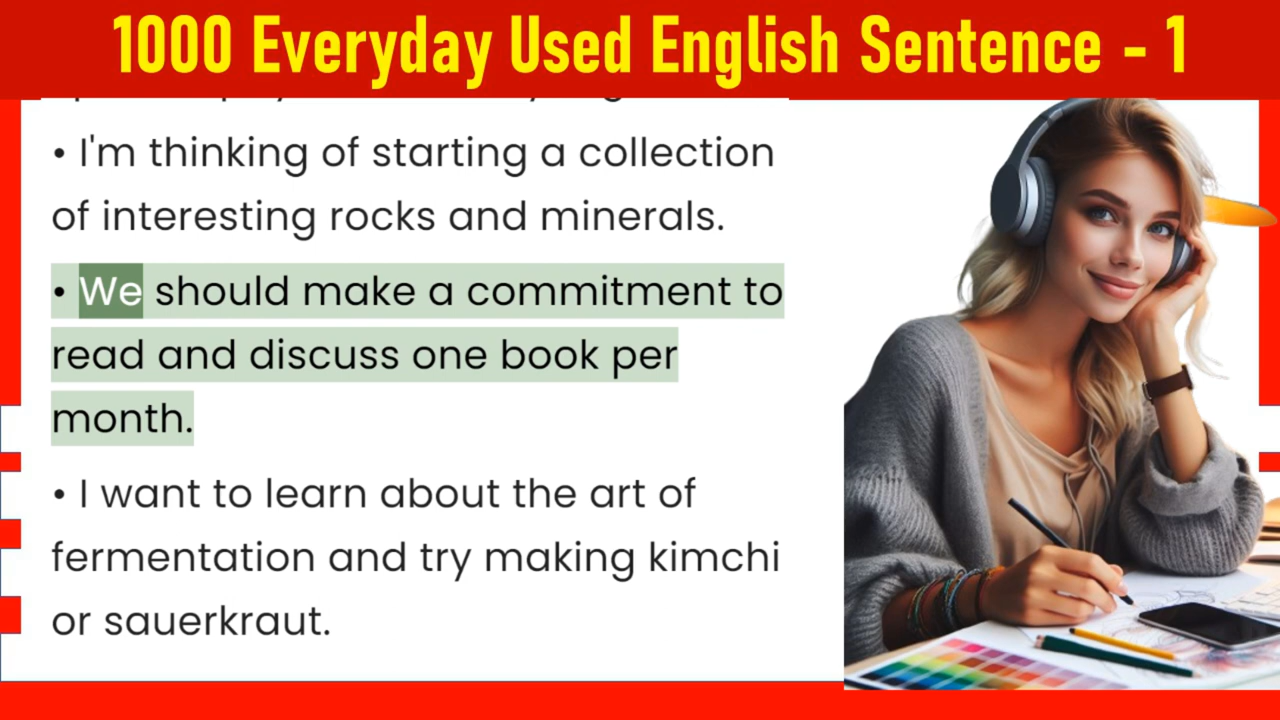 1000 Everyday Used English Sentence - 1
• I'm thinking of starting a collection
of interesting rocks and minerals.
• We should make a commitment to
read and discuss one book per
month.
• I want to learn about the art of
fermentation and try making kimchi
or sauerkraut.